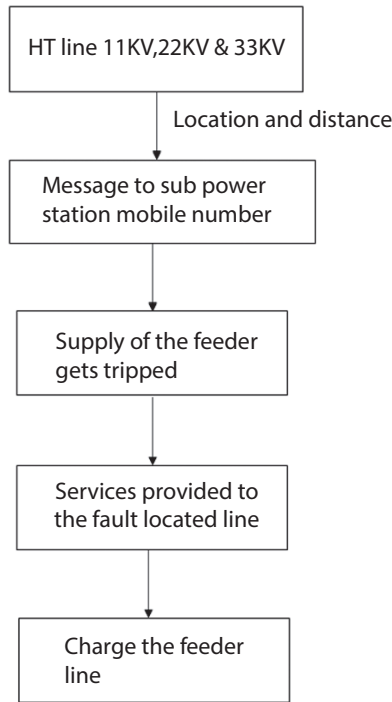 HT line 11KV,22KV & 33KV
Location and distance
Message to sub power
station mobile number
Supply of the feeder
gets tripped
Services provided to
the fault located line
Charge the feeder
line